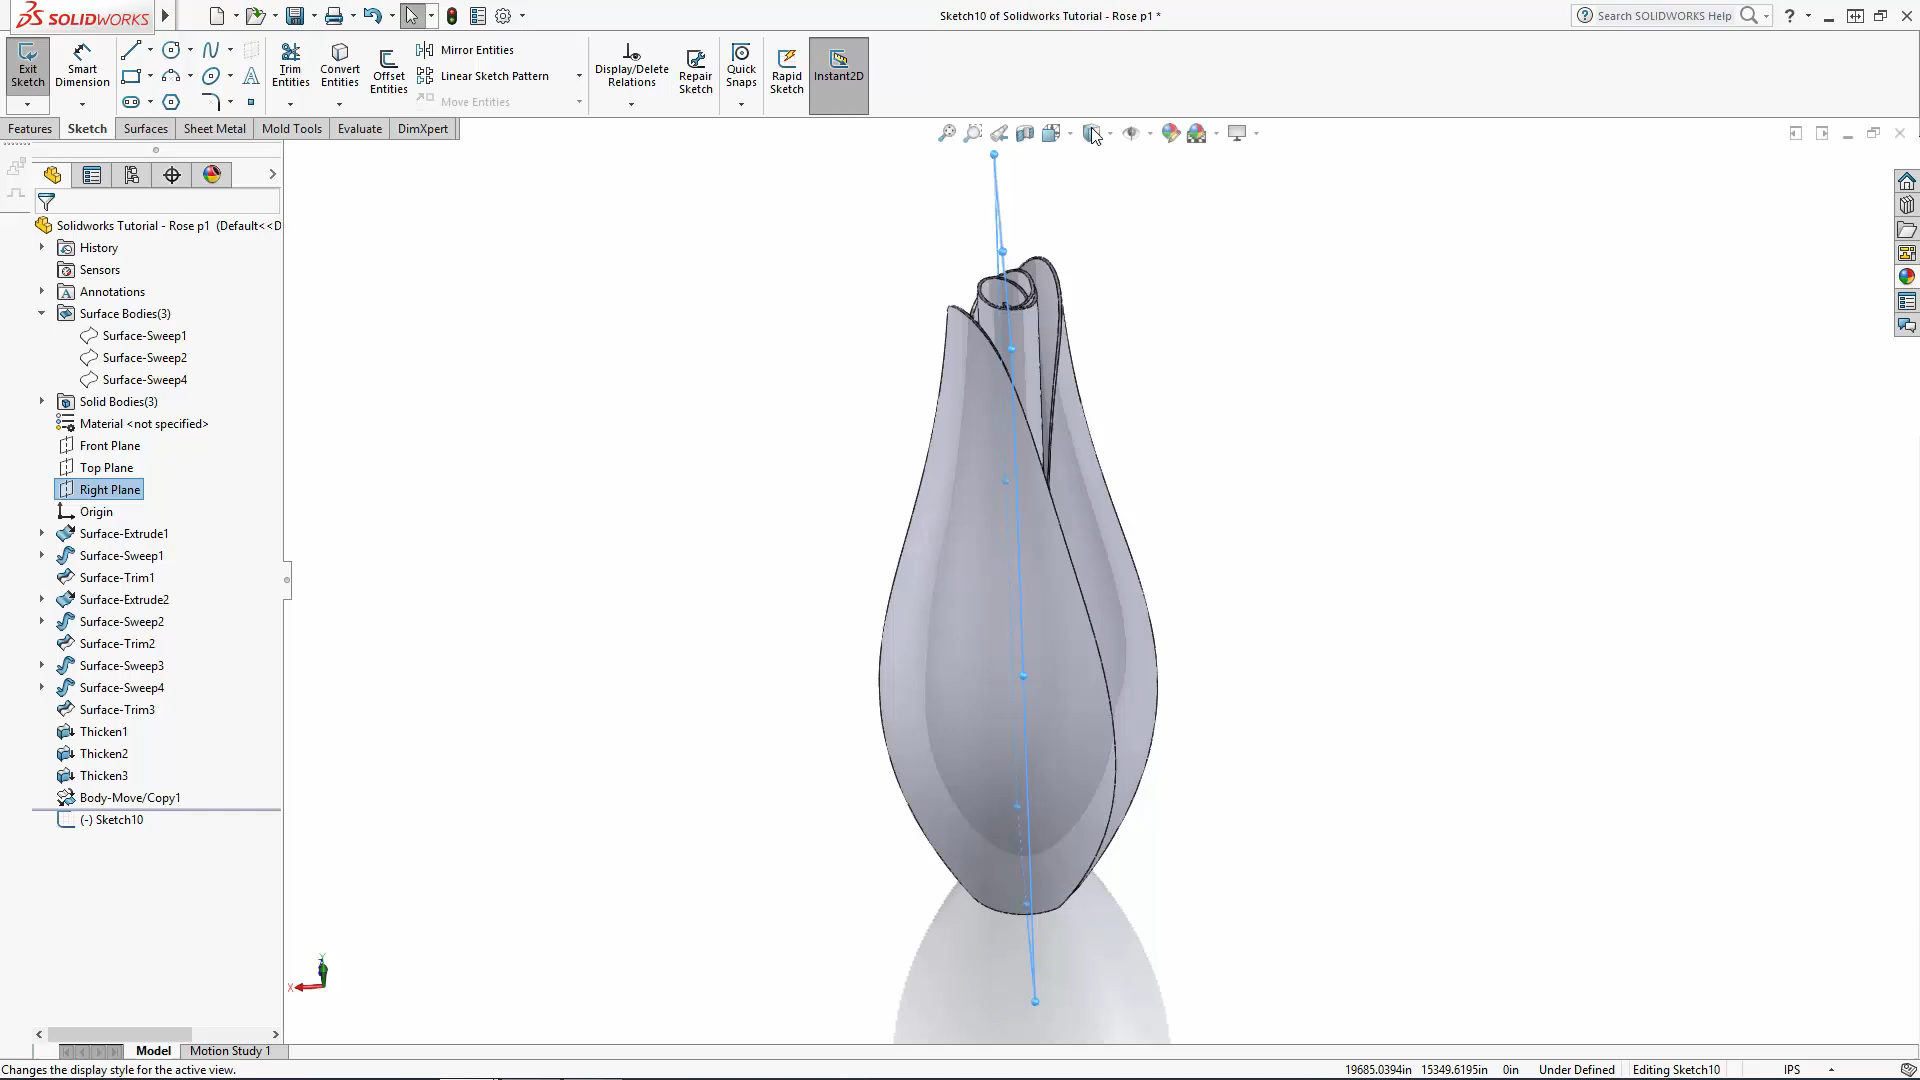 SOLIDWORKS
Sketch10 of Solidworks Tutorial - Rose p1 *
Search SOLIDWORKS Help
Exit Sketch
Smart Dimension
Trim Entities
Convert Entities
Offset Entities
Mirror Entities
Linear Sketch Pattern
Move Entities
Display/Delete Relations
Repair Sketch
Quick Snaps
Rapid Sketch
Instant2D
Features
Sketch
Surfaces
Sheet Metal
Mold Tools
Evaluate
DimXpert
Solidworks Tutorial - Rose p1 (Default<<D
History
Sensors
Annotations
Surface Bodies(3)
Surface-Sweep1
Surface-Sweep2
Surface-Sweep4
Solid Bodies(3)
Material <not specified>
Front Plane
Top Plane
Right Plane
Origin
Surface-Extrude1
Surface-Sweep1
Surface-Trim1
Surface-Extrude2
Surface-Sweep2
Surface-Trim2
Surface-Sweep3
Surface-Sweep4
Surface-Trim3
Thicken1
Thicken2
Thicken3
Body-Move/Copy1
(-) Sketch10
Y
X
Model
Motion Study 1
Changes the display style for the active view.
19685.0394in 15349.6195in 0in Under Defined Editing Sketch10 IPS